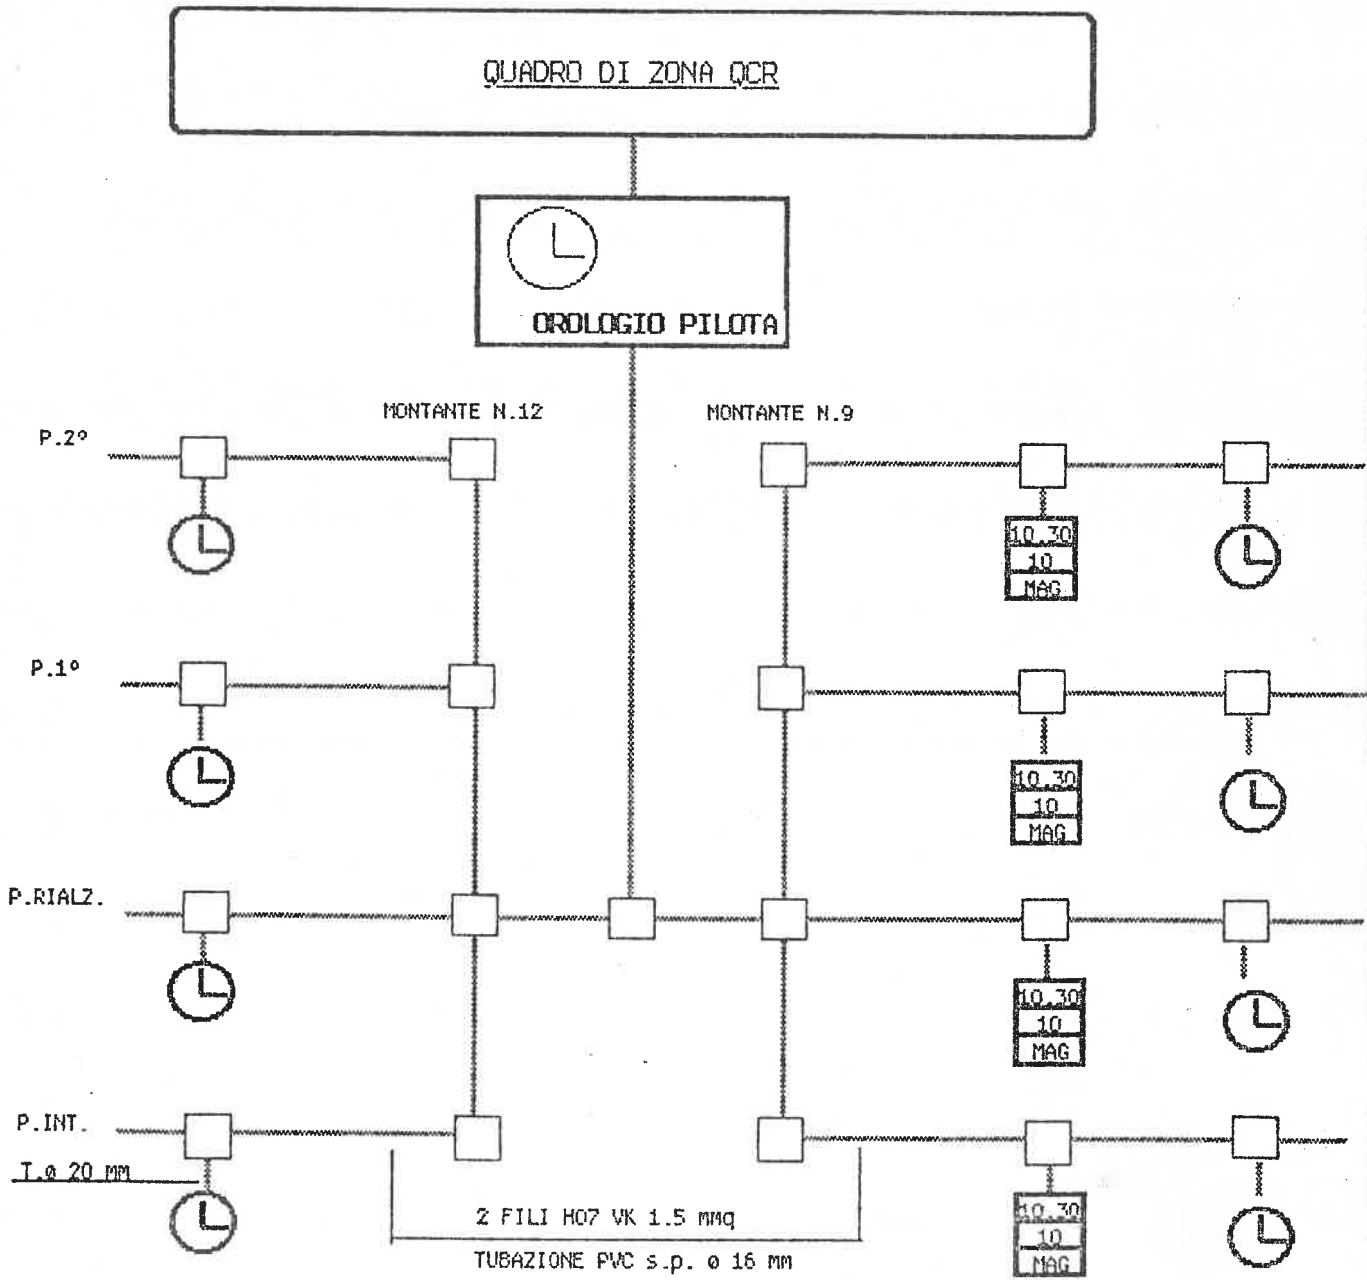 QUADRO DI ZONA QCR
OROLOGIO PILOTA
MONTANTE N.12
MONTANTE N.9
P.2°
10.30
10
MAG
P.1°
10.30
10
MAG
P.RIALZ.
10.30
10
MAG
P.INT.
T.ø 20 MM
10.30
10
MAG
2 FILI HO7 VK 1.5 mmq
TUBAZIONE PVC s.p. ø 16 mm